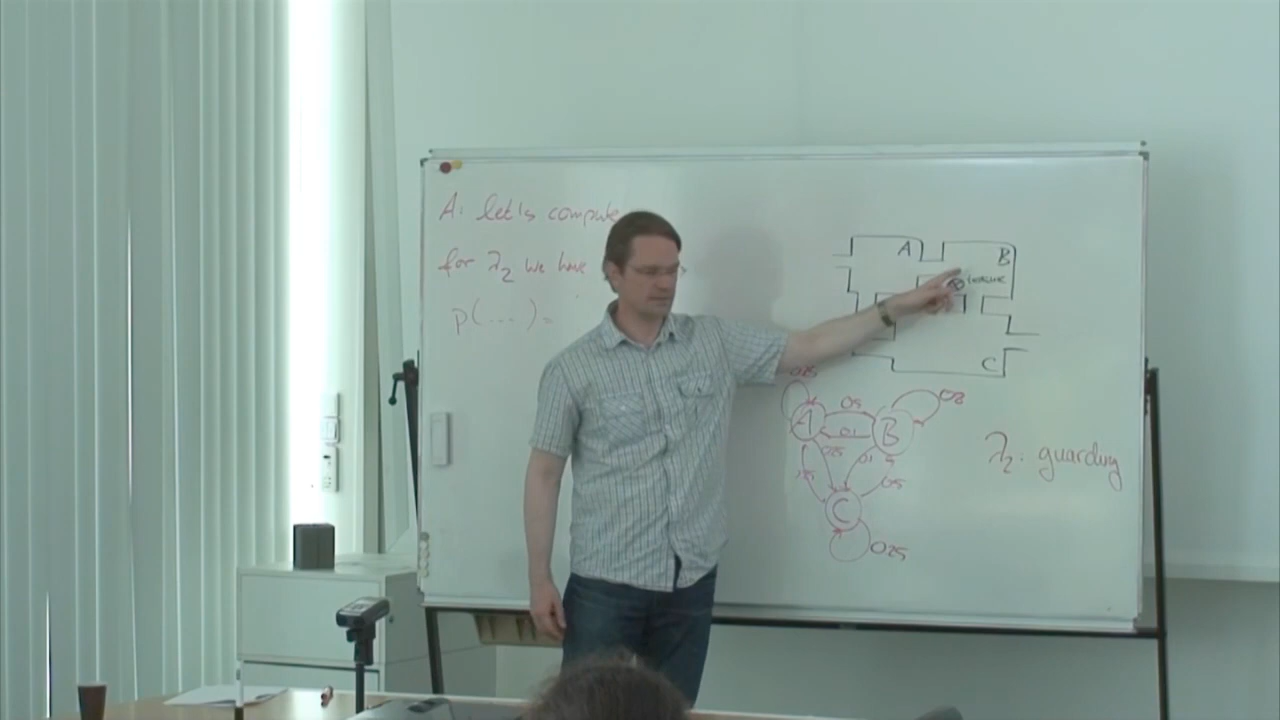 A: let's compute
for λ₂ we have
p(...)=
A
B
treasure
C
0.25
A
0.5
0.1
B
0.8
0.25
0.1
0.5
C
0.25
λ₂: guarding